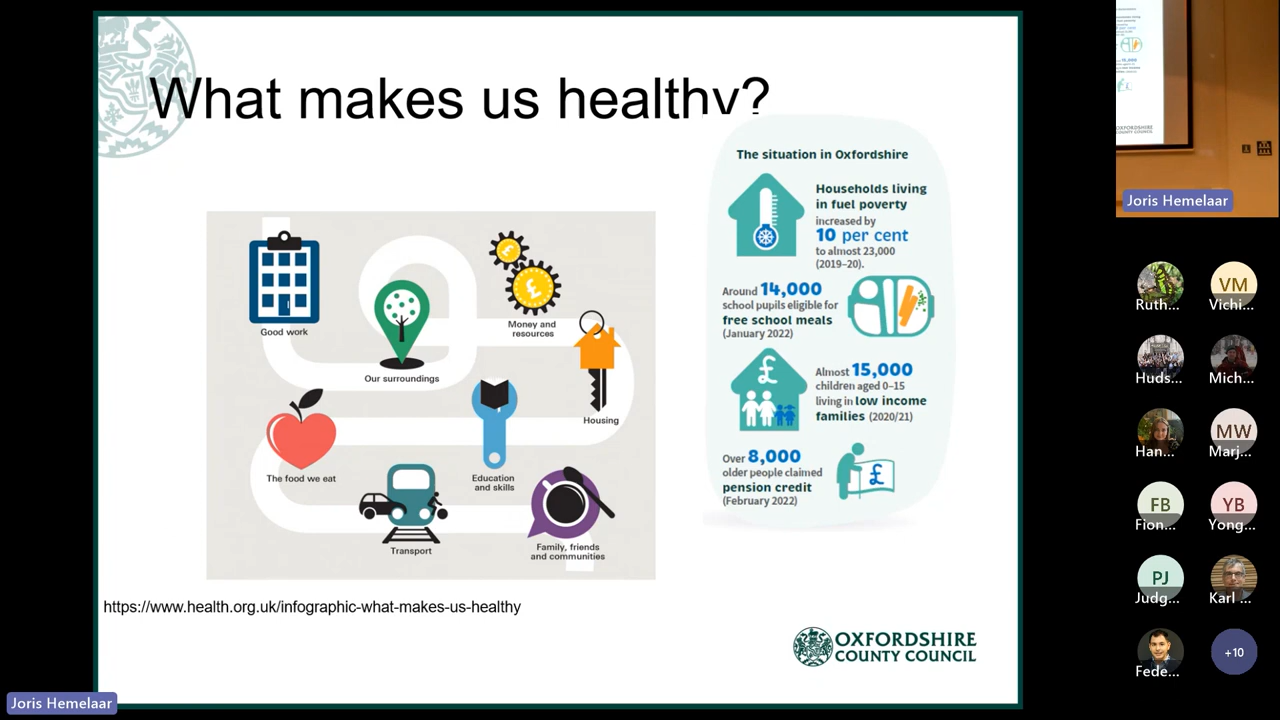 What makes us healthy?
Good work
Our surroundings
Money and
resources
Housing
The food we eat
Education
and skills
Transport
Family, friends
and communities
https://www.health.org.uk/infographic-what-makes-us-healthy
The situation in Oxfordshire
Households living
in fuel poverty
increased by
10 per cent
to almost 23,000
(2019–20).
Around 14,000
school pupils eligible for
free school meals
(January 2022)
Almost 15,000
children aged 0–15
living in low income
families (2020/21)
Over 8,000
older people claimed
pension credit
(February 2022)
OXFORDSHIRE
COUNTY COUNCIL
Joris Hemelaar
OXFORDSHIRE
COUNTY COUNCIL
Joris Hemelaar
VM
Ruth...
Vichi...
Huds...
Mich...
MW
Han...
Marj...
FB
YB
Fion...
Yong...
PJ
Judg...
Karl ...
Fede...
+10